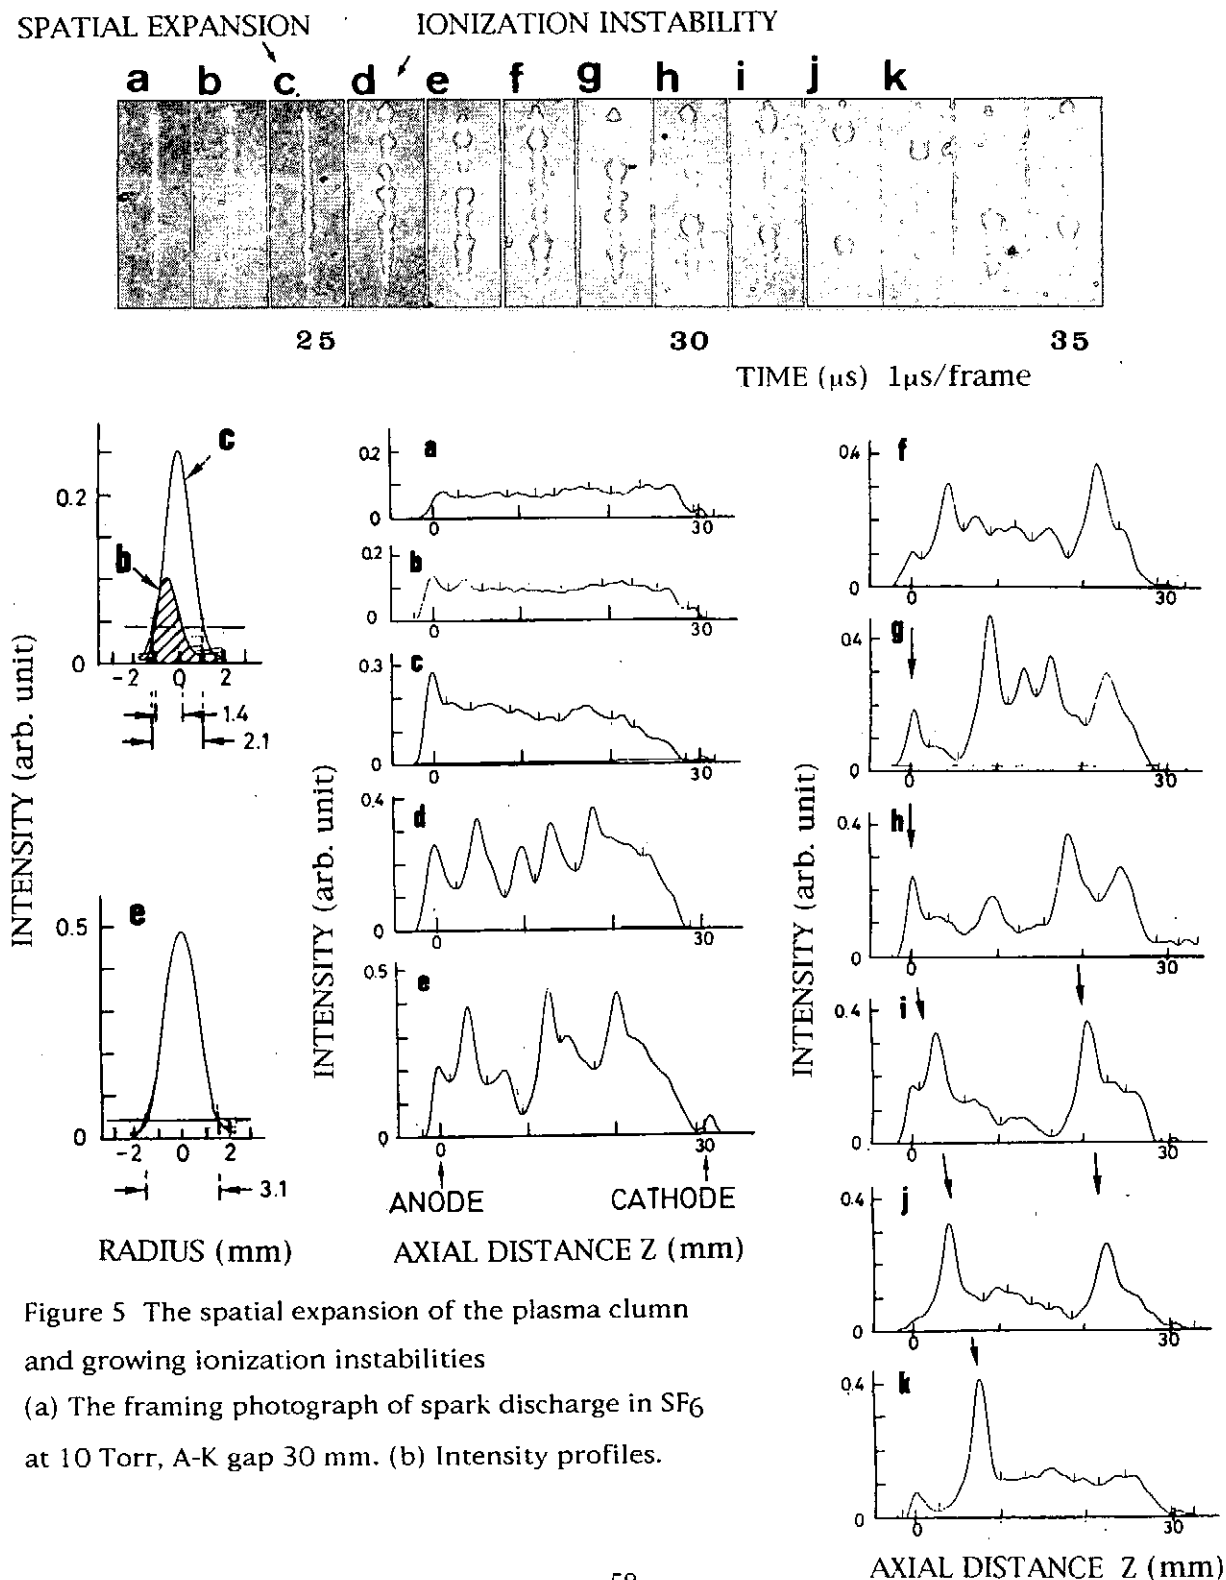 SPATIAL EXPANSION IONIZATION INSTABILITY
a b c d e f g h i j k
25 30 35
TIME (μs) 1μs/frame
INTENSITY (arb. unit)
c
0.2
b
0
-2 0 2
1.4
2.1
e
0.5
0
-2 0 2
3.1
RADIUS (mm)
INTENSITY (arb. unit)
a
0.2
0
0 30
b
0.2
0
0 30
c
0.3
0
0 30
d
0.4
0
0 30
e
0.5
0
0 30
ANODE CATHODE
AXIAL DISTANCE Z (mm)
INTENSITY (arb. unit)
f
0.4
0
0 30
g
0.4
0
0 30
h
0.4
0
0 30
i
0.4
0
0 30
j
0.4
0
0 30
k
0.4
0
0 30
AXIAL DISTANCE Z (mm)
Figure 5 The spatial expansion of the plasma clumn
and growing ionization instabilities
(a) The framing photograph of spark discharge in SF6
at 10 Torr, A-K gap 30 mm. (b) Intensity profiles.